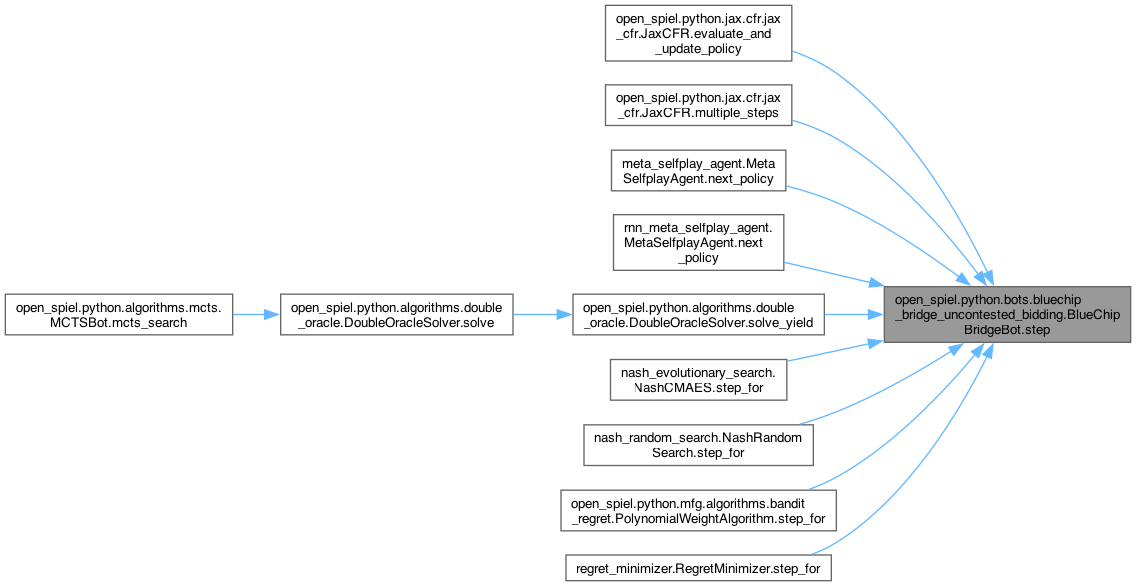 open_spiel.python.jax.cfr.jax
_cfr.JaxCFR.evaluate_and
_update_policy
open_spiel.python.jax.cfr.jax
_cfr.JaxCFR.multiple_steps
meta_selfplay_agent.Meta
SelfplayAgent.next_policy
rnn_meta_selfplay_agent.
MetaSelfplayAgent.next
_policy
open_spiel.python.algorithms.mcts.
MCTSBot.mcts_search
open_spiel.python.algorithms.double
_oracle.DoubleOracleSolver.solve
open_spiel.python.algorithms.double
_oracle.DoubleOracleSolver.solve_yield
open_spiel.python.bots.bluechip
_bridge_uncontested_bidding.BlueChip
BridgeBot.step
nash_evolutionary_search.
NashCMAES.step_for
nash_random_search.NashRandom
Search.step_for
open_spiel.python.mfg.algorithms.bandit
_regret.PolynomialWeightAlgorithm.step_for
regret_minimizer.RegretMinimizer.step_for